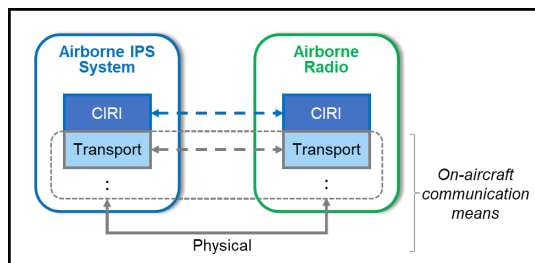 Airborne IPS
System
Airborne
Radio
CIRI
CIRI
Transport
Transport
:
:
Physical
On-aircraft
communication
means